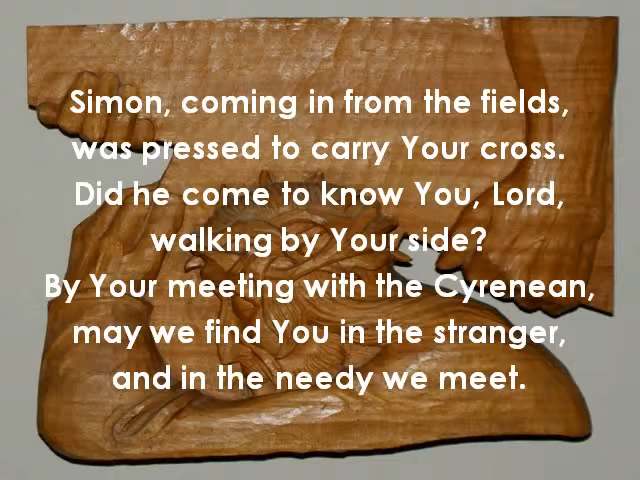 Simon, coming in from the fields,
was pressed to carry Your cross.
Did he come to know You, Lord,
walking by Your side?
By Your meeting with the Cyrenean,
may we find You in the stranger,
and in the needy we meet.